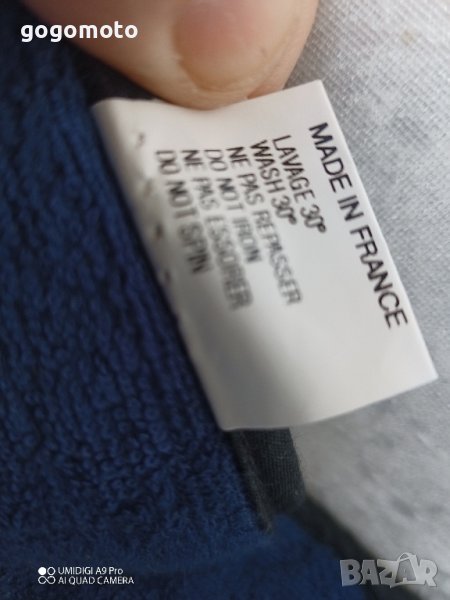 gogomoto
MADE IN FRANCE
LAVAGE 30°
WASH 30°
NE PAS REPASSER
DO NOT IRON
NE PAS ESSORER
DO NOT SPIN
UMIDIGI A9 Pro
AI QUAD CAMERA
BAZAR